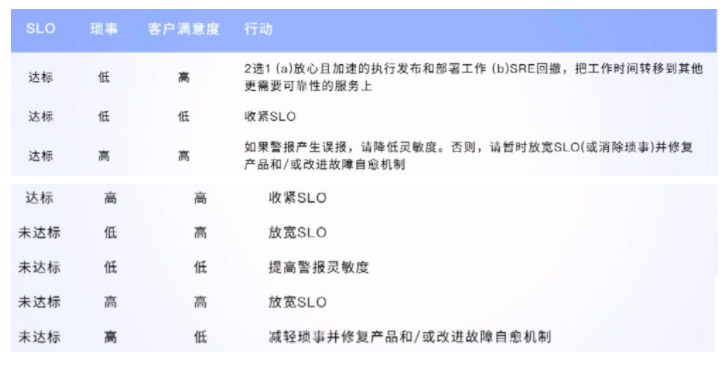 SLO 琐事 客户满意度 行动
达标 低 高 2选1 (a)放心且加速的执行发布和部署工作 (b)SRE回撤，把工作时间转移到其他
更需要可靠性的服务上
达标 低 低 收紧SLO
达标 高 高 如果警报产生误报，请降低灵敏度。否则，请暂时放宽SLO(或消除琐事)并修复
产品和/或改进故障自愈机制
达标 高 高 收紧SLO
未达标 低 高 放宽SLO
未达标 低 低 提高警报灵敏度
未达标 高 高 放宽SLO
未达标 高 低 减轻琐事并修复产品和/或改进故障自愈机制